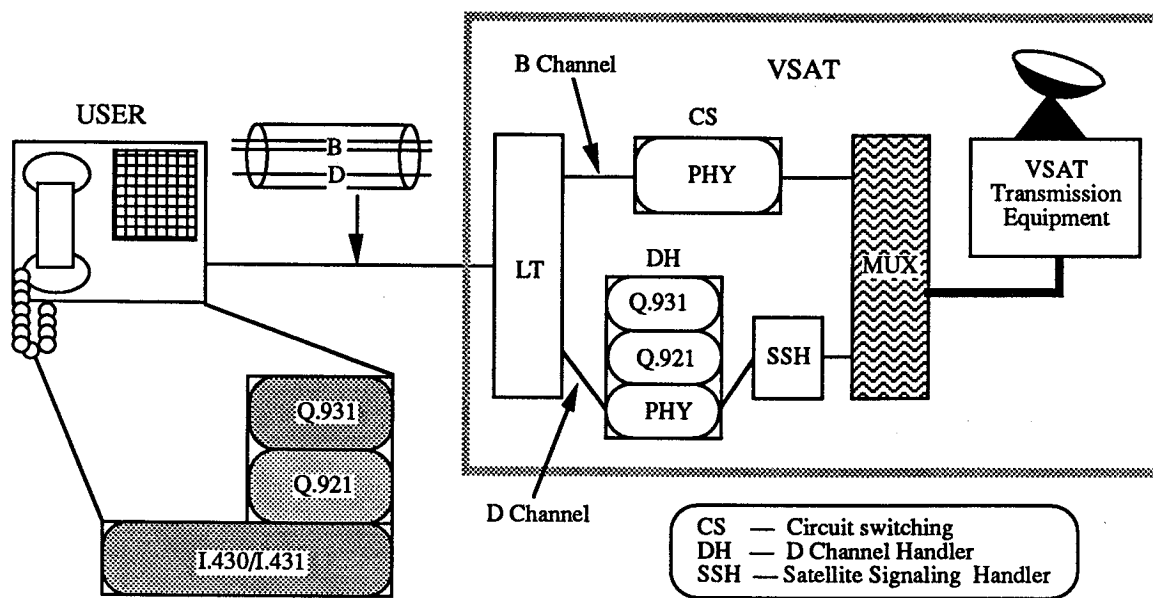 USER
B
D
B Channel
VSAT
CS
PHY
LT
DH
Q.931
Q.921
PHY
SSH
MUX
VSAT
Transmission
Equipment
D Channel
Q.931
Q.921
I.430/I.431
CS — Circuit switching
DH — D Channel Handler
SSH — Satellite Signaling Handler